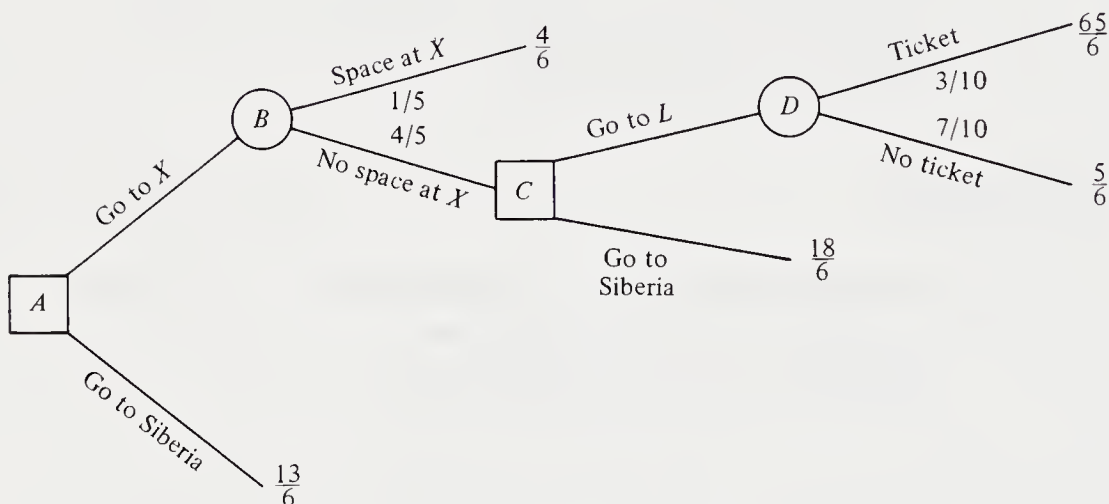 Ticket
65/6
3/10
Space at X
4/6
1/5
B
4/5
No space at X
Go to L
D
7/10
No ticket
5/6
C
Go to X
Go to
Siberia
18/6
A
Go to Siberia
13/6